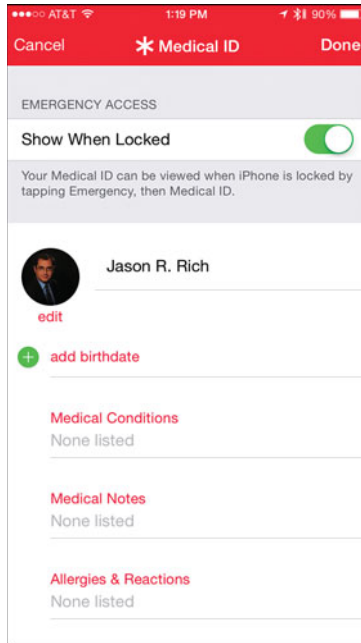 AT&T 1:19 PM 90%
Cancel Medical ID Done
EMERGENCY ACCESS
Show When Locked
Your Medical ID can be viewed when iPhone is locked by
tapping Emergency, then Medical ID.
Jason R. Rich
edit
add birthdate
Medical Conditions
None listed
Medical Notes
None listed
Allergies & Reactions
None listed